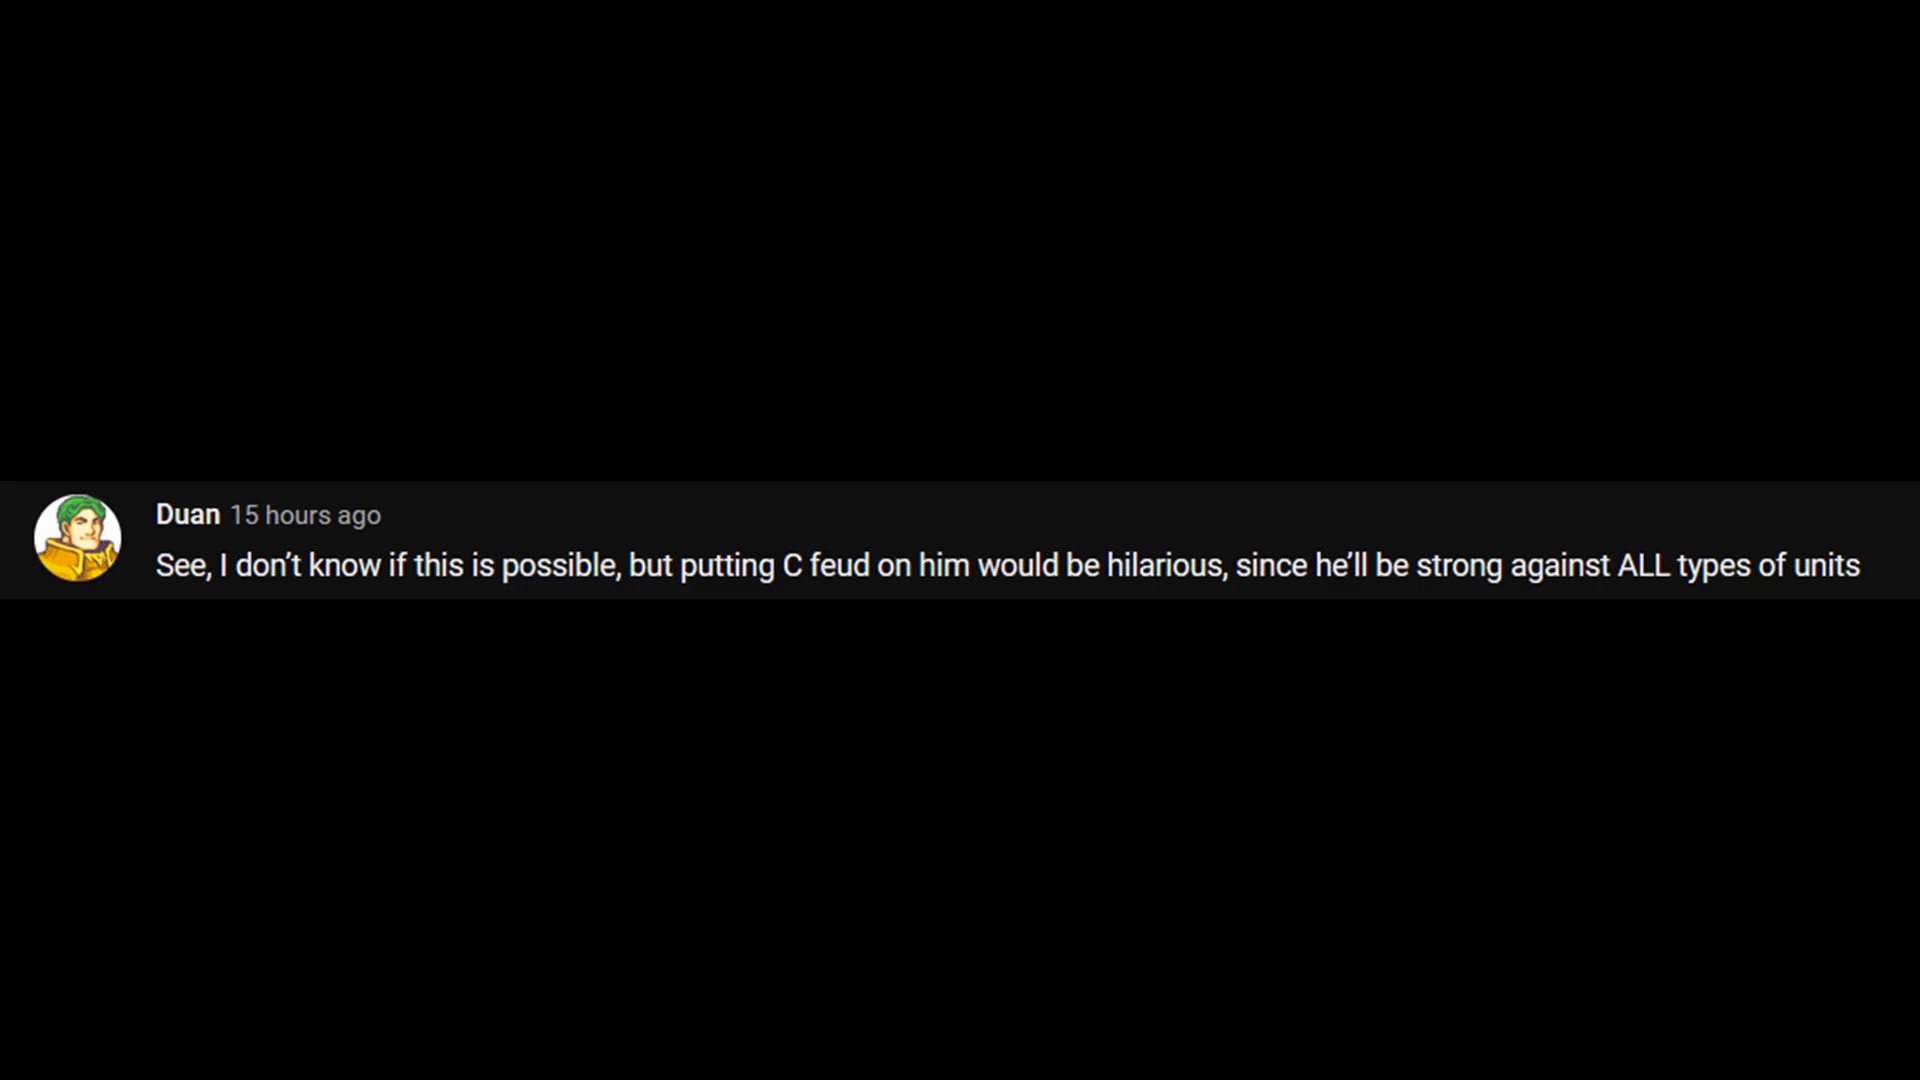 Duan 15 hours ago
See, I don’t know if this is possible, but putting C feud on him would be hilarious, since he’ll be strong against ALL types of units